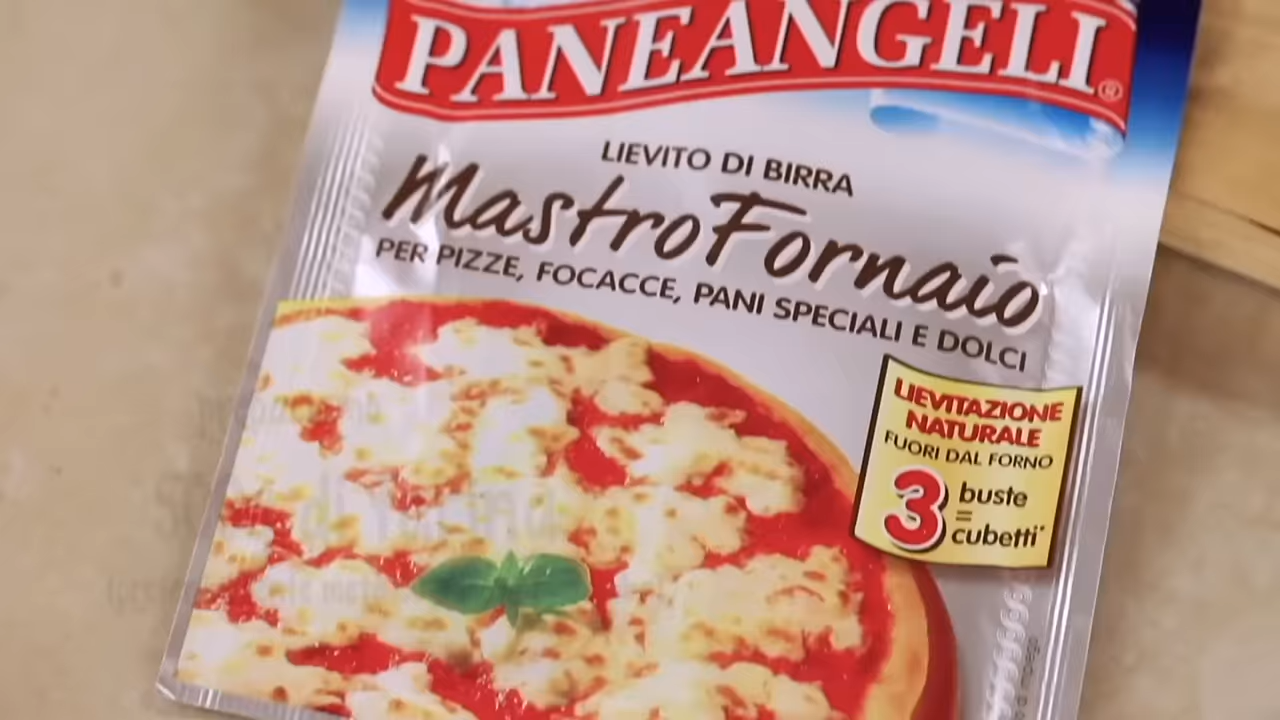 PANEANGELI®
LIEVITO DI BIRRA
MastroFornaio
PER PIZZE, FOCACCE, PANI SPECIALI E DOLCI
LIEVITAZIONE
NATURALE
FUORI DAL FORNO
3 buste
=
cubetti*